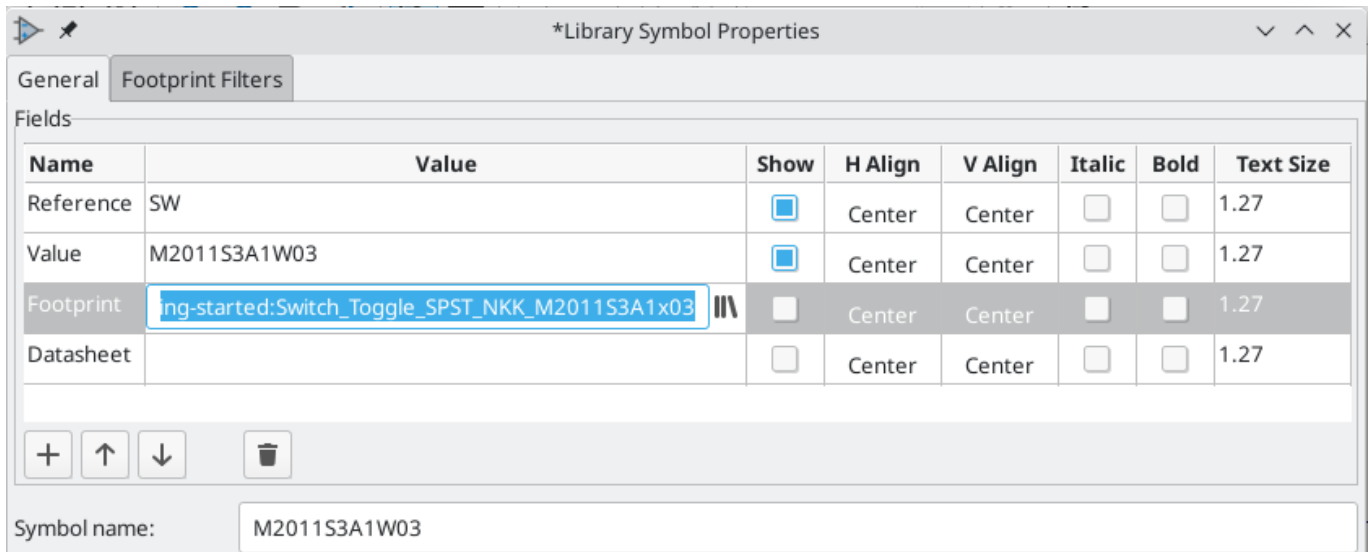 *Library Symbol Properties
General Footprint Filters
Fields
Name Value Show H Align V Align Italic Bold Text Size
Reference SW Center Center 1.27
Value M2011S3A1W03 Center Center 1.27
Footprint ing-started:Switch_Toggle_SPST_NKK_M2011S3A1x03 Center Center 1.27
Datasheet Center Center 1.27
Symbol name: M2011S3A1W03